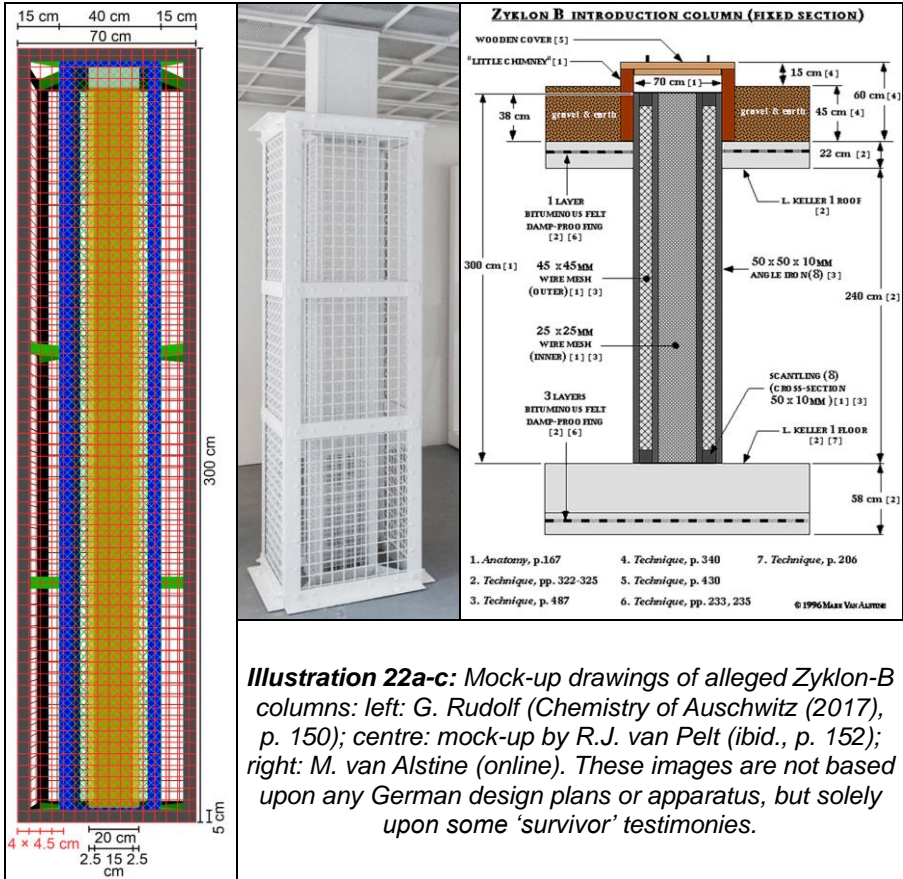 15 cm 40 cm 15 cm
70 cm
300 cm
5 cm
4 × 4.5 cm
20 cm
2.5 15 2.5
cm
ZYKLON B INTRODUCTION COLUMN (FIXED SECTION)
WOODEN COVER [5]
"LITTLE CHIMNEY" [1]
70 cm [1]
15 cm [4]
60 cm [4]
38 cm
gravel & earth
gravel & earth
45 cm [4]
22 cm [2]
1 LAYER
BITUMINOUS FELT
DAMP-PROOFING
[2] [6]
L. KELLER 1 ROOF
[2]
300 cm [1]
45 x 45MM
WIRE MESH
(OUTER) [1] [3]
50 x 50 x 10MM
ANGLE IRON (8) [3]
240 cm [2]
25 x 25MM
WIRE MESH
(INNER) [1] [3]
SCANTLING (8)
(CROSS-SECTION
50 x 10MM) [1] [3]
3 LAYERS
BITUMINOUS FELT
DAMP-PROOFING
[2] [6]
L. KELLER 1 FLOOR
[2] [7]
58 cm [2]
1. Anatomy, p.167 4. Technique, p. 340 7. Technique, p. 206
2. Technique, pp. 322-325 5. Technique, p. 430
3. Technique, p. 487 6. Technique, pp. 233, 235 © 1996 MARK VAN ALSTINE
Illustration 22a-c: Mock-up drawings of alleged Zyklon-B
columns: left: G. Rudolf (Chemistry of Auschwitz (2017),
p. 150); centre: mock-up by R.J. van Pelt (ibid., p. 152);
right: M. van Alstine (online). These images are not based
upon any German design plans or apparatus, but solely
upon some ‘survivor’ testimonies.